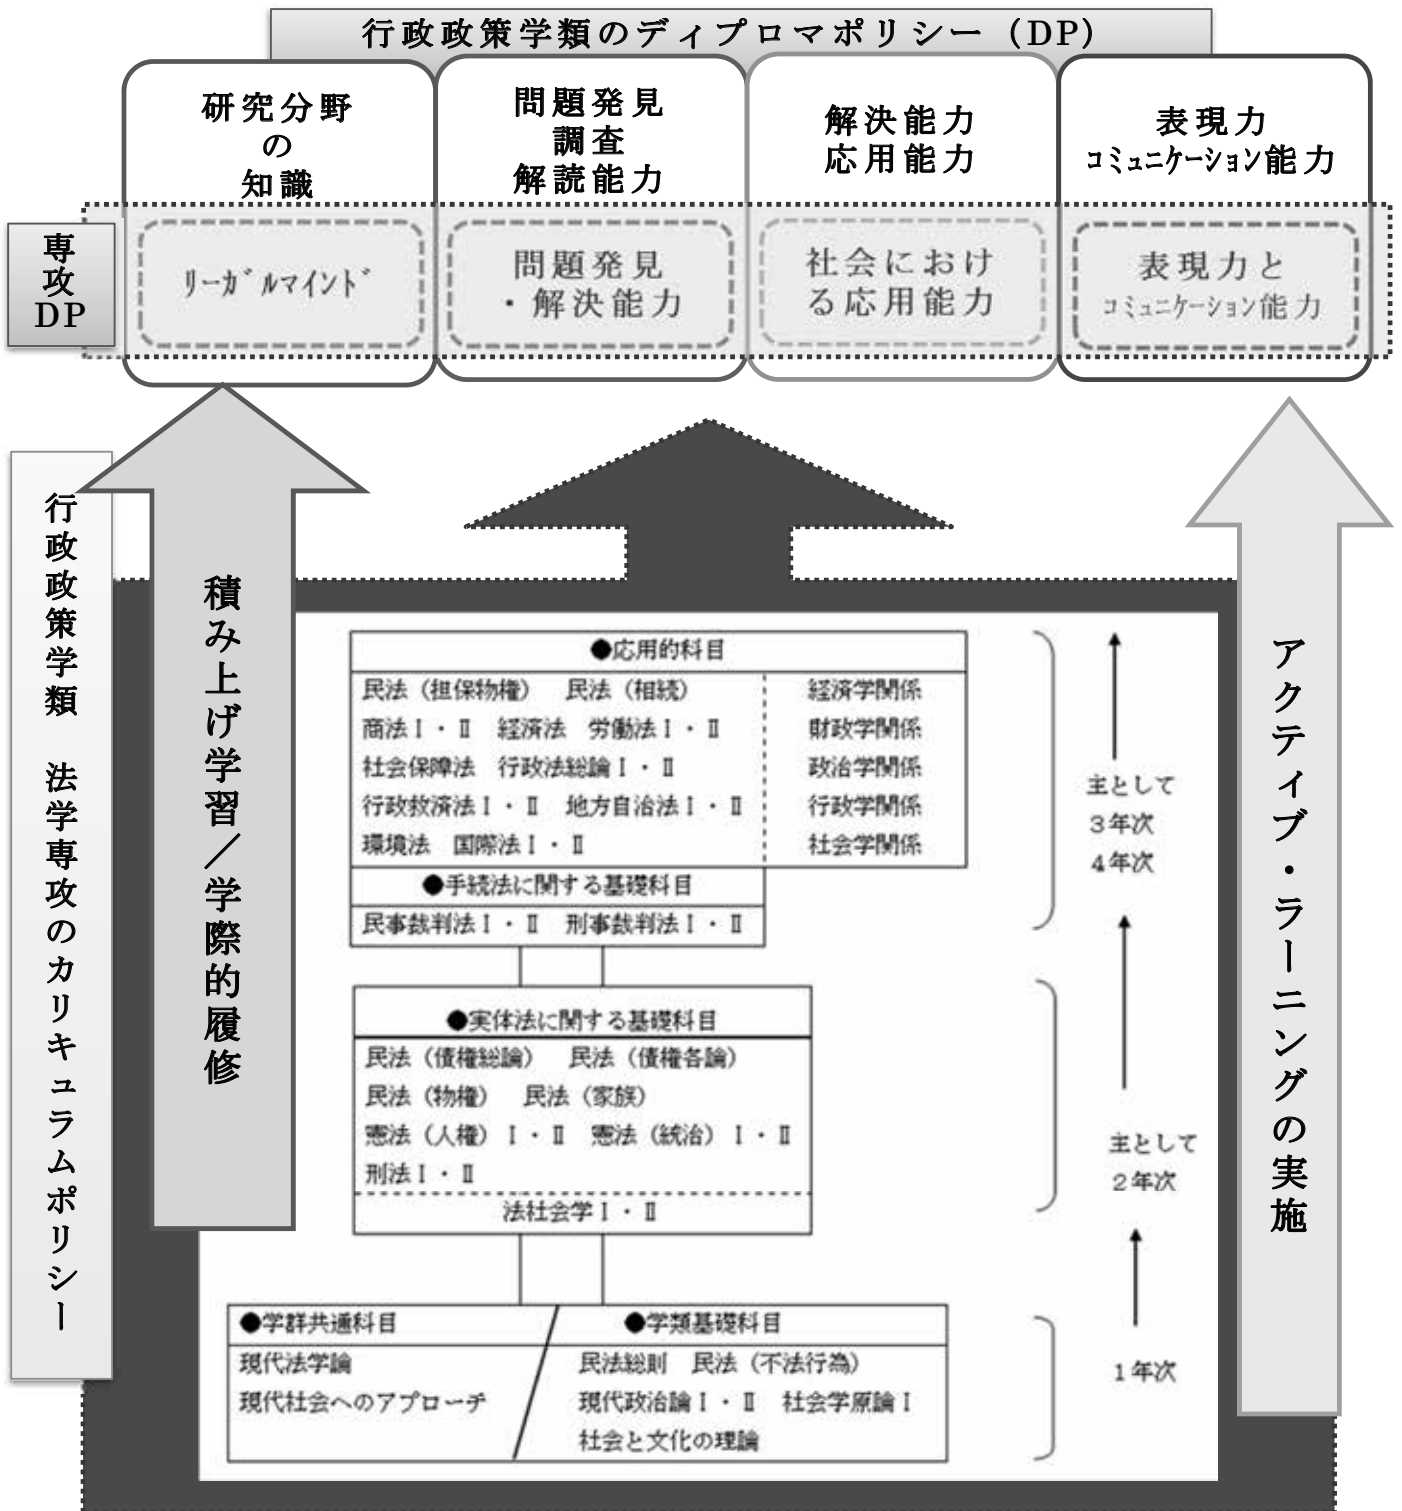 行政政策学類のディプロマポリシー（DP）
研究分野
の
知識
問題発見
調査
解読能力
解決能力
応用能力
表現力
ｺﾐｭﾆｹｰｼｮﾝ能力
専
攻
DP
ﾘｰｶﾞﾙマインﾄﾞ
問題発見
・解決能力
社会におけ
る応用能力
表現力と
ｺﾐｭﾆｹｰｼｮﾝ能力
行政政策学類　法学専攻のカリキュラムポリシー
積み上げ学習／学際的履修
アクティブ・ラーニングの実施
●応用的科目
民法（担保物権）　民法（相続）
商法Ⅰ・Ⅱ　経済法　労働法Ⅰ・Ⅱ
社会保障法　行政法総論Ⅰ・Ⅱ
行政救済法Ⅰ・Ⅱ　地方自治法Ⅰ・Ⅱ
環境法　国際法Ⅰ・Ⅱ
経済学関係
財政学関係
政治学関係
行政学関係
社会学関係
●手続法に関する基礎科目
民事裁判法Ⅰ・Ⅱ　刑事裁判法Ⅰ・Ⅱ
主として
３年次
４年次
●実体法に関する基礎科目
民法（債権総論）　民法（債権各論）
民法（物権）　民法（家族）
憲法（人権）Ⅰ・Ⅱ　憲法（統治）Ⅰ・Ⅱ
刑法Ⅰ・Ⅱ
法社会学Ⅰ・Ⅱ
主として
２年次
●学群共通科目
現代法学論
現代社会へのアプローチ
●学類基礎科目
民法総則　民法（不法行為）
現代政治論Ⅰ・Ⅱ　社会学原論Ⅰ
社会と文化の理論
１年次